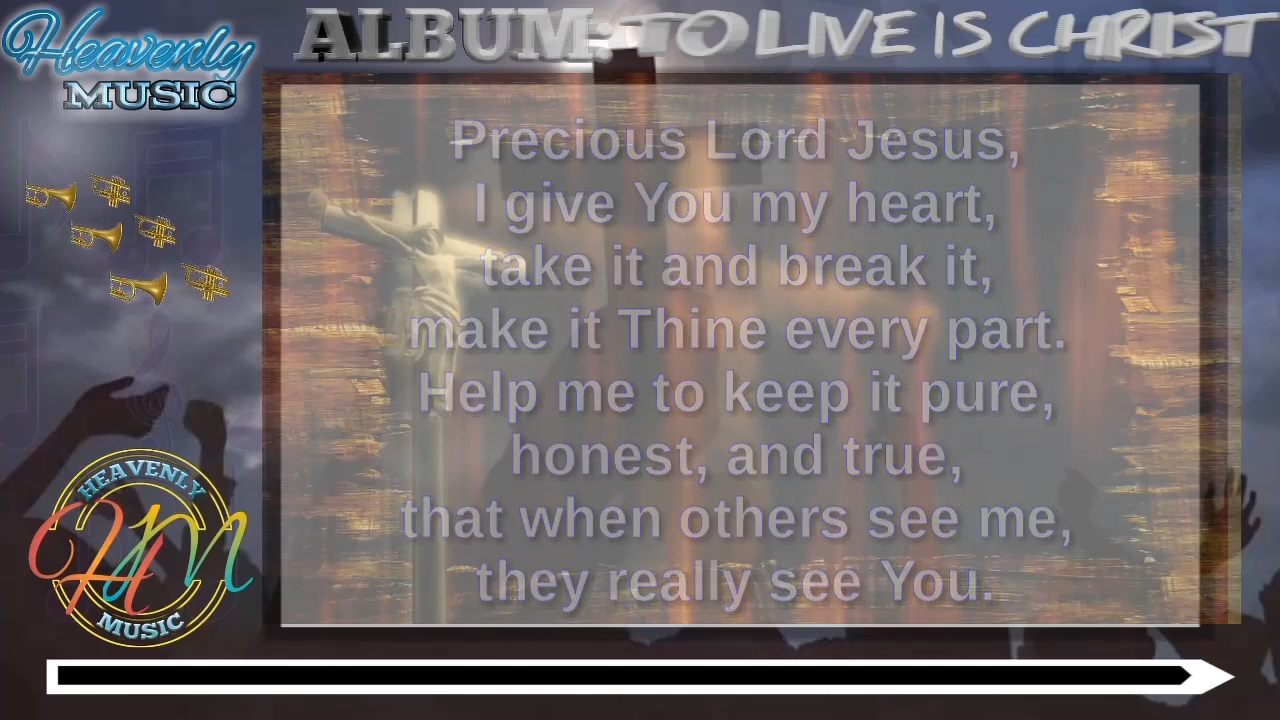 Heavenly
MUSIC
ALBUM: TO LIVE IS CHRIST
Precious Lord Jesus,
I give You my heart,
take it and break it,
make it Thine every part.
Help me to keep it pure,
honest, and true,
that when others see me,
they really see You.
HEAVENLY
HM
MUSIC